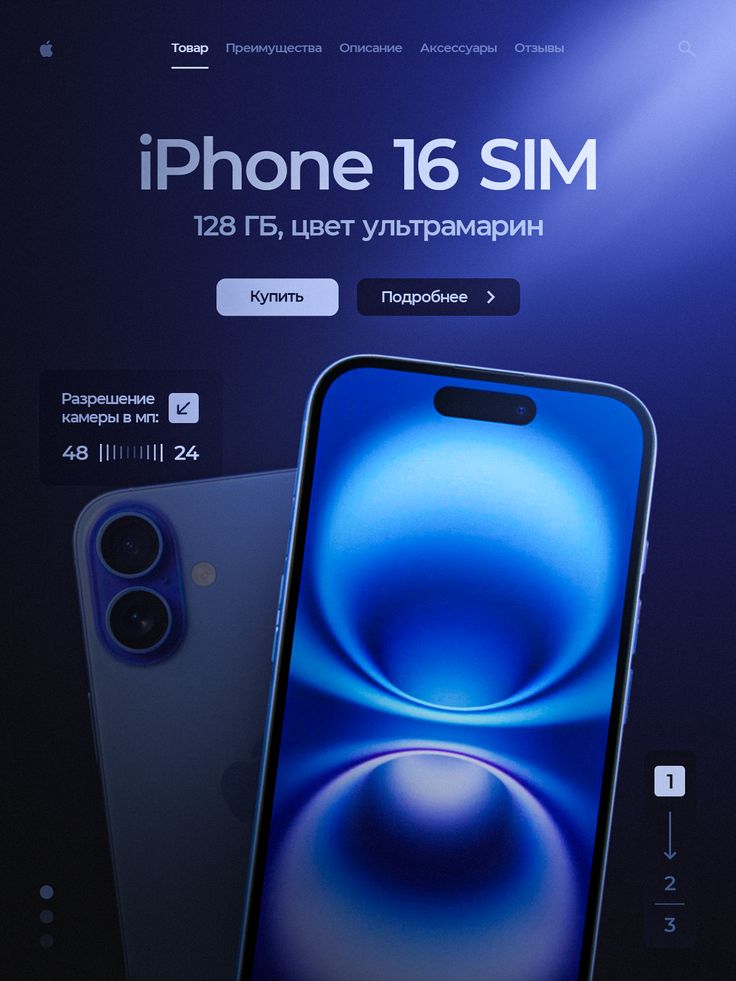 Товар Преимущества Описание Аксессуары Отзывы
iPhone 16 SIM
128 ГБ, цвет ультрамарин
Купить Подробнее
Разрешение
камеры в мп:
48 24
1
2
3